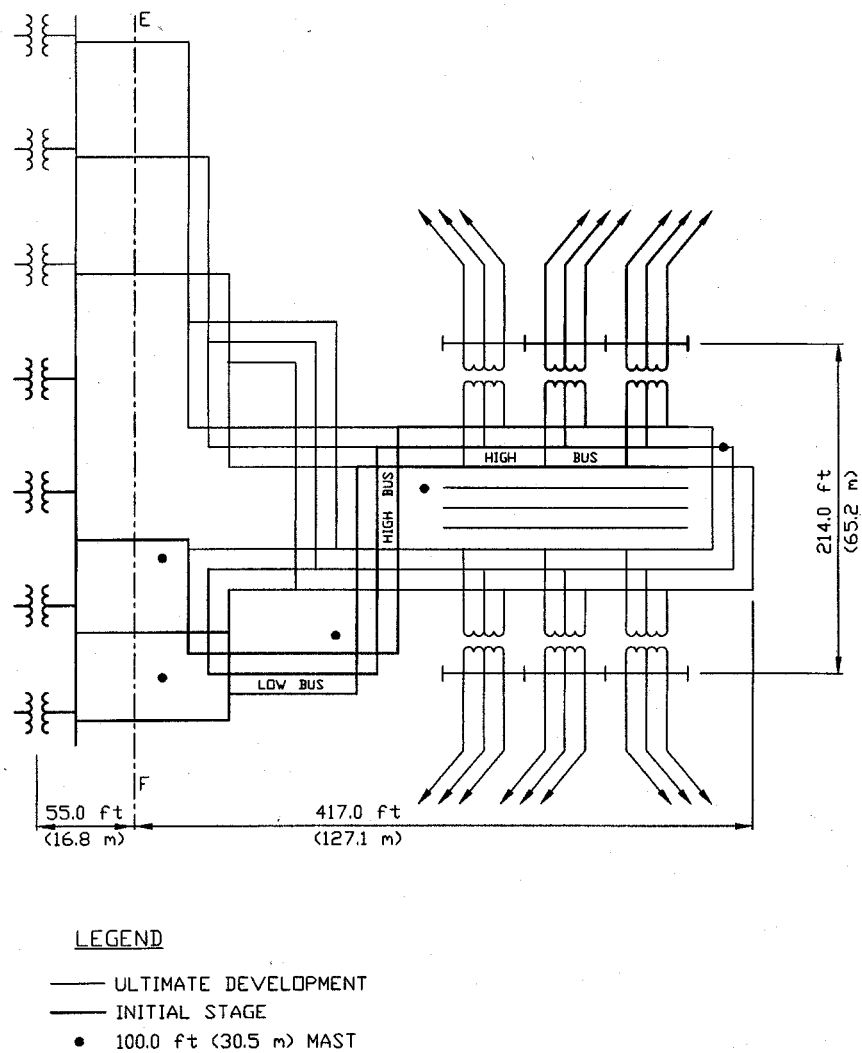 E
HIGH BUS
HIGH BUS
214.0 ft
(65.2 m)
LOW BUS
F
55.0 ft
(16.8 m)
417.0 ft
(127.1 m)
LEGEND
ULTIMATE DEVELOPMENT
INITIAL STAGE
100.0 ft (30.5 m) MAST